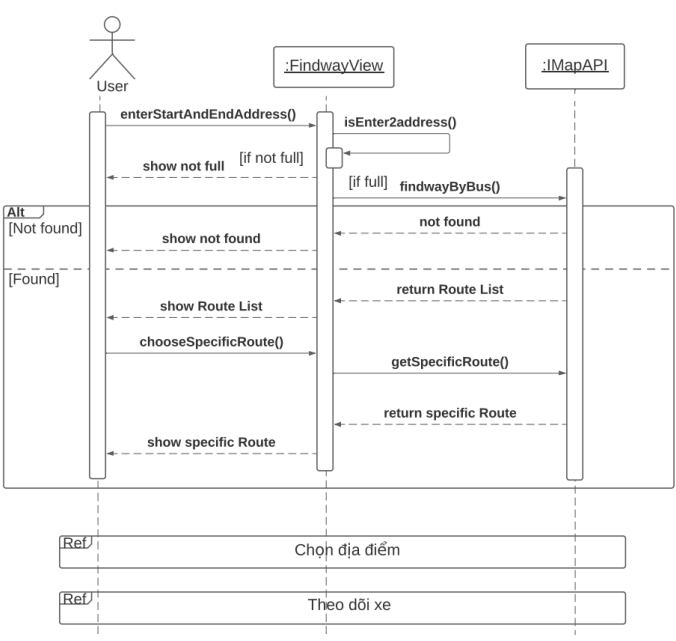 :FindwayView
:IMapAPI
User
enterStartAndEndAddress()
isEnter2address()
[if not full]
show not full
[if full]
findwayByBus()
Alt
[Not found]
not found
show not found
[Found]
return Route List
show Route List
chooseSpecificRoute()
getSpecificRoute()
return specific Route
show specific Route
Ref
Chọn địa điểm
Ref
Theo dõi xe